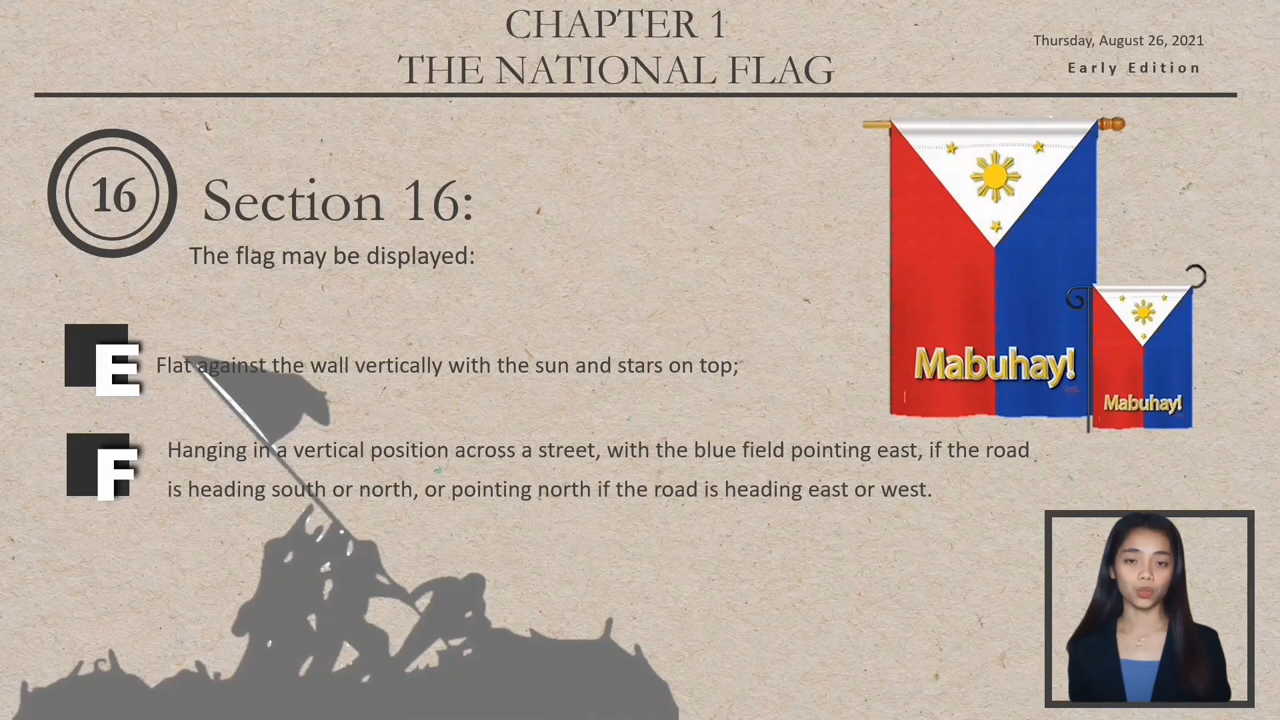 CHAPTER 1
THE NATIONAL FLAG
Thursday, August 26, 2021
Early Edition
16
Section 16:
The flag may be displayed:
E
Flat against the wall vertically with the sun and stars on top;
F
Hanging in a vertical position across a street, with the blue field pointing east, if the road
is heading south or north, or pointing north if the road is heading east or west.
Mabuhay!
Mabuhay!